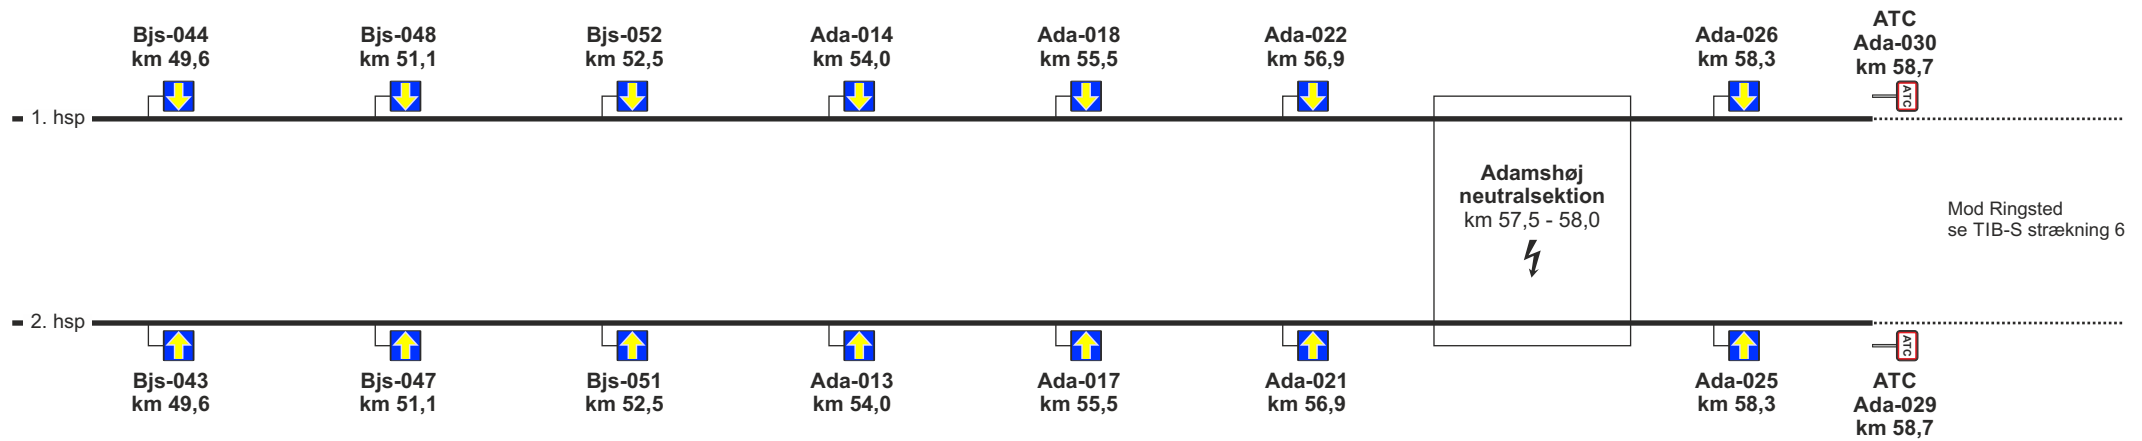 Bjs-044
km 49,6
Bjs-048
km 51,1
Bjs-052
km 52,5
Ada-014
km 54,0
Ada-018
km 55,5
Ada-022
km 56,9
Ada-026
km 58,3
ATC
Ada-030
km 58,7
ATC
1. hsp
Adamshøj
neutralsektion
km 57,5 - 58,0
Mod Ringsted
se TIB-S strækning 6
2. hsp
ATC
Bjs-043
km 49,6
Bjs-047
km 51,1
Bjs-051
km 52,5
Ada-013
km 54,0
Ada-017
km 55,5
Ada-021
km 56,9
Ada-025
km 58,3
ATC
Ada-029
km 58,7